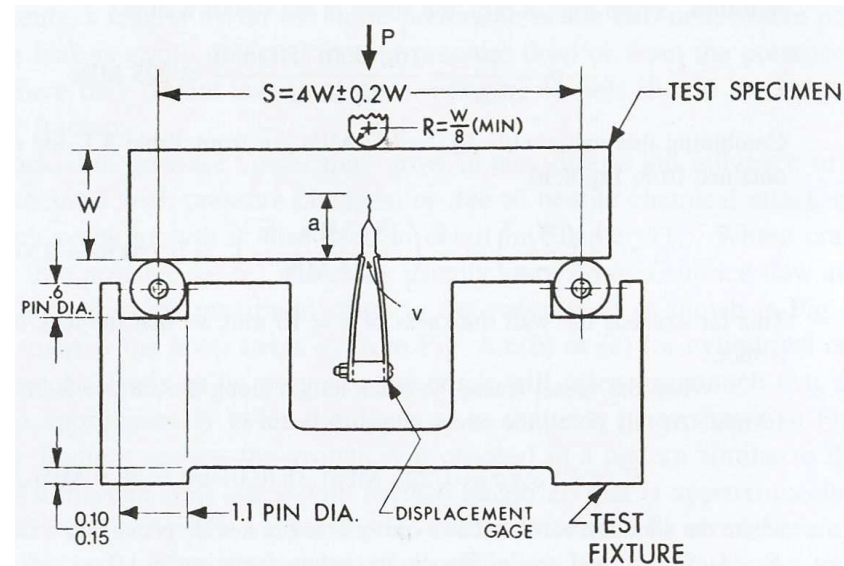 P
S=4W±0.2W
TEST SPECIMEN
R=W/8 (MIN)
W
a
.6
PIN DIA.
V
0.10
0.15
1.1 PIN DIA.
DISPLACEMENT
GAGE
TEST
FIXTURE